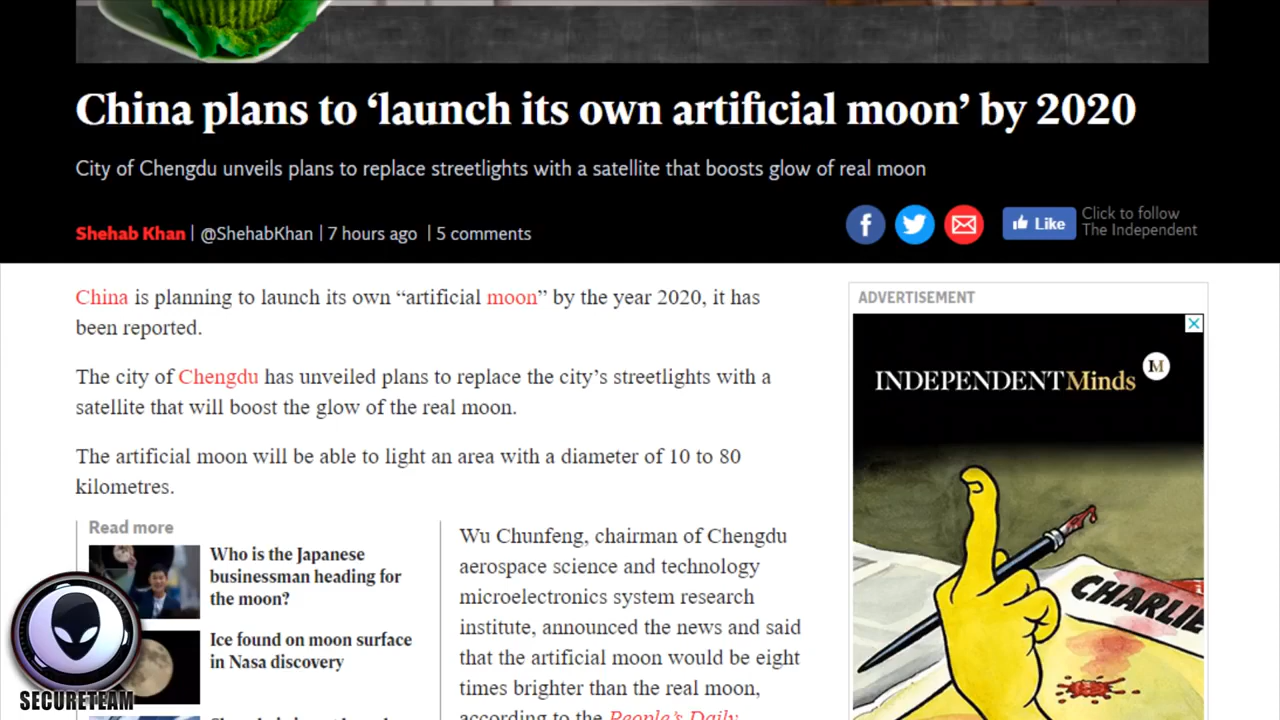 China plans to ‘launch its own artificial moon’ by 2020
City of Chengdu unveils plans to replace streetlights with a satellite that boosts glow of real moon
Shehab Khan | @ShehabKhan | 7 hours ago | 5 comments
Like
Click to follow
The Independent
China is planning to launch its own “artificial moon” by the year 2020, it has
been reported.
The city of Chengdu has unveiled plans to replace the city’s streetlights with a
satellite that will boost the glow of the real moon.
The artificial moon will be able to light an area with a diameter of 10 to 80
kilometres.
Read more
Who is the Japanese
businessman heading for
the moon?
Ice found on moon surface
in Nasa discovery
Wu Chunfeng, chairman of Chengdu
aerospace science and technology
microelectronics system research
institute, announced the news and said
that the artificial moon would be eight
times brighter than the real moon,
according to the People’s Daily
ADVERTISEMENT
INDEPENDENTMinds
M
CHARLIE
SECURETEAM